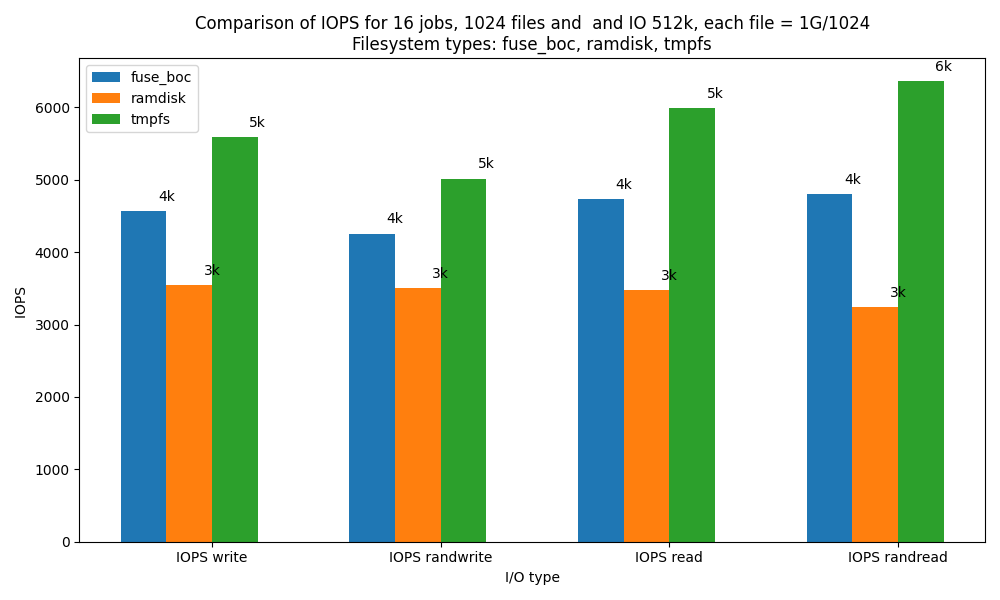 Comparison of IOPS for 16 jobs, 1024 files and  and IO 512k, each file = 1G/1024
Filesystem types: fuse_boc, ramdisk, tmpfs
fuse_boc
ramdisk
tmpfs
6000
5000
4000
3000
2000
1000
0
IOPS
4k
3k
5k
4k
3k
5k
4k
3k
5k
4k
3k
6k
IOPS write
IOPS randwrite
IOPS read
IOPS randread
I/O type